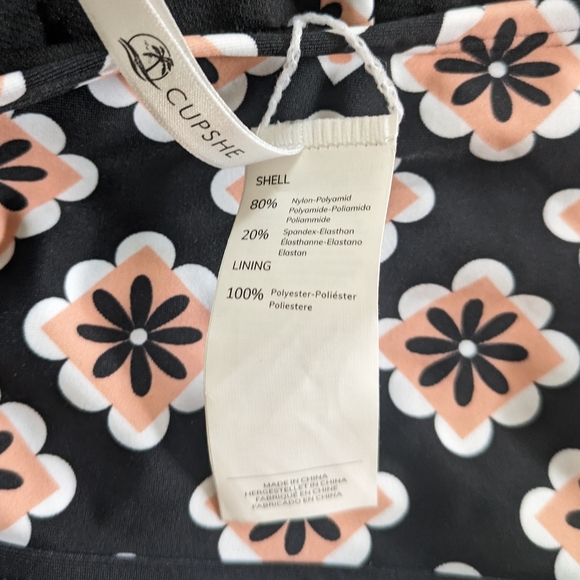 CUPSHE
SHELL
80% Nylon-Polyamid
Polyamide-Poliamida
Poliammide
20% Spandex-Elasthan
Élasthanne-Elastano
Elastan
LINING
100% Polyester-Poliéster
Poliestere
MADE IN CHINA
HERGESTELLT IN CHINA
FABRIQUÉ EN CHINE
FABRICADO EN CHINA